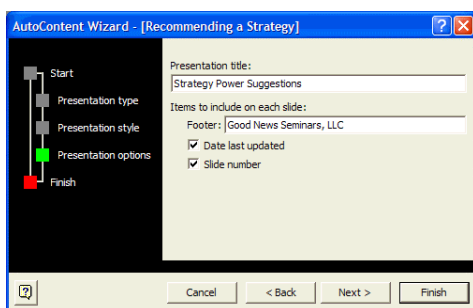 AutoContent Wizard - [Recommending a Strategy]
Start
Presentation type
Presentation style
Presentation options
Finish
Presentation title:
Strategy Power Suggestions
Items to include on each slide:
Footer: Good News Seminars, LLC
Date last updated
Slide number
Cancel
< Back
Next >
Finish